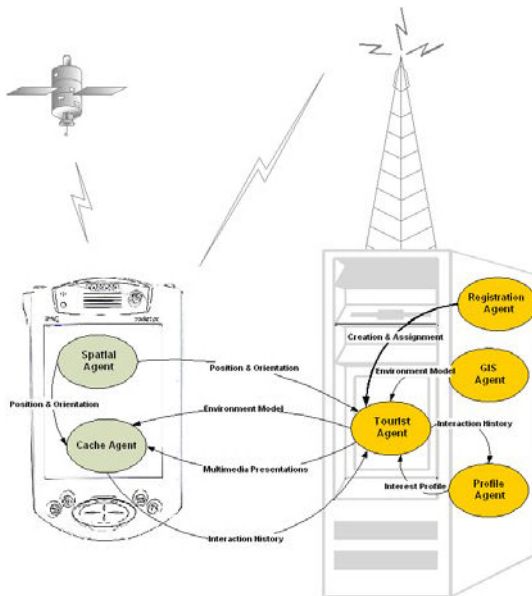 Registration
Agent
Creation & Assignment
Spatial
Agent
Position & Orientation
Environment Model
GIS
Agent
Position & Orientation
Environment Model
Tourist
Agent
Interaction History
Cache Agent
Multimedia Presentations
Interest Profile
Profile
Agent
Interaction History